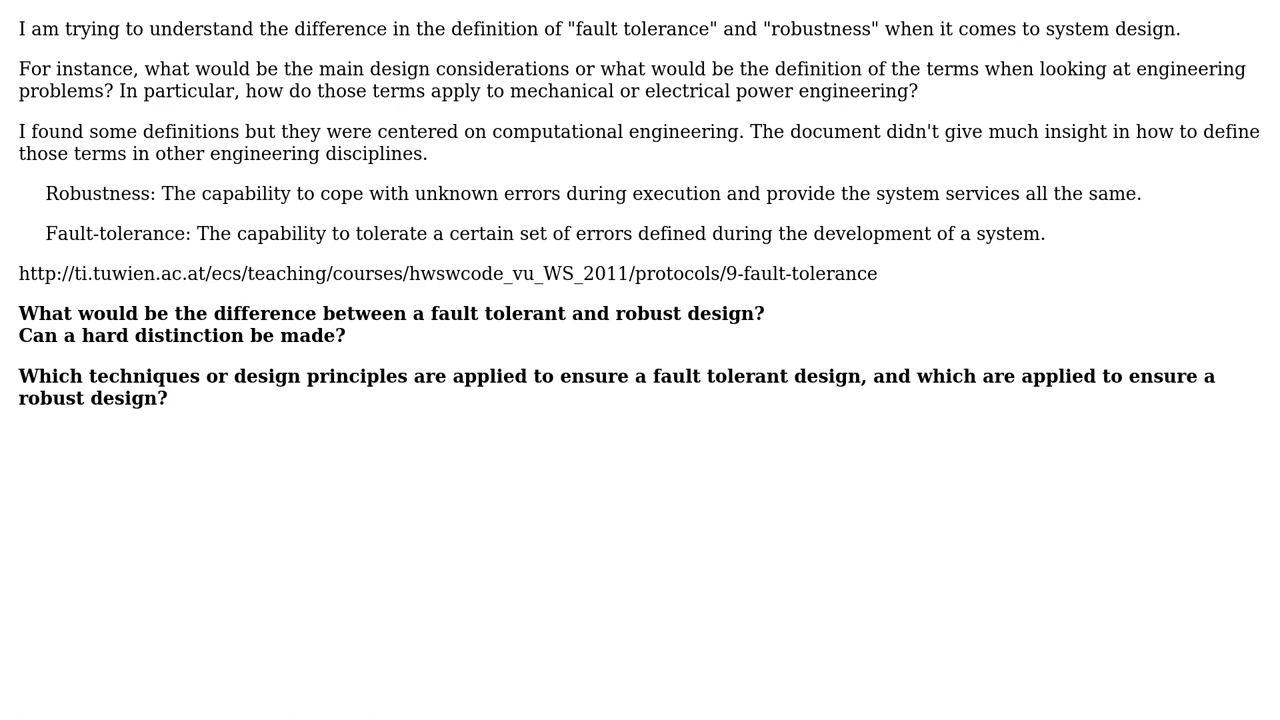 I am trying to understand the difference in the definition of "fault tolerance" and "robustness" when it comes to system design.
For instance, what would be the main design considerations or what would be the definition of the terms when looking at engineering
problems? In particular, how do those terms apply to mechanical or electrical power engineering?
I found some definitions but they were centered on computational engineering. The document didn't give much insight in how to define
those terms in other engineering disciplines.
Robustness: The capability to cope with unknown errors during execution and provide the system services all the same.
Fault-tolerance: The capability to tolerate a certain set of errors defined during the development of a system.
http://ti.tuwien.ac.at/ecs/teaching/courses/hwswcode_vu_WS_2011/protocols/9-fault-tolerance
What would be the difference between a fault tolerant and robust design?
Can a hard distinction be made?
Which techniques or design principles are applied to ensure a fault tolerant design, and which are applied to ensure a
robust design?